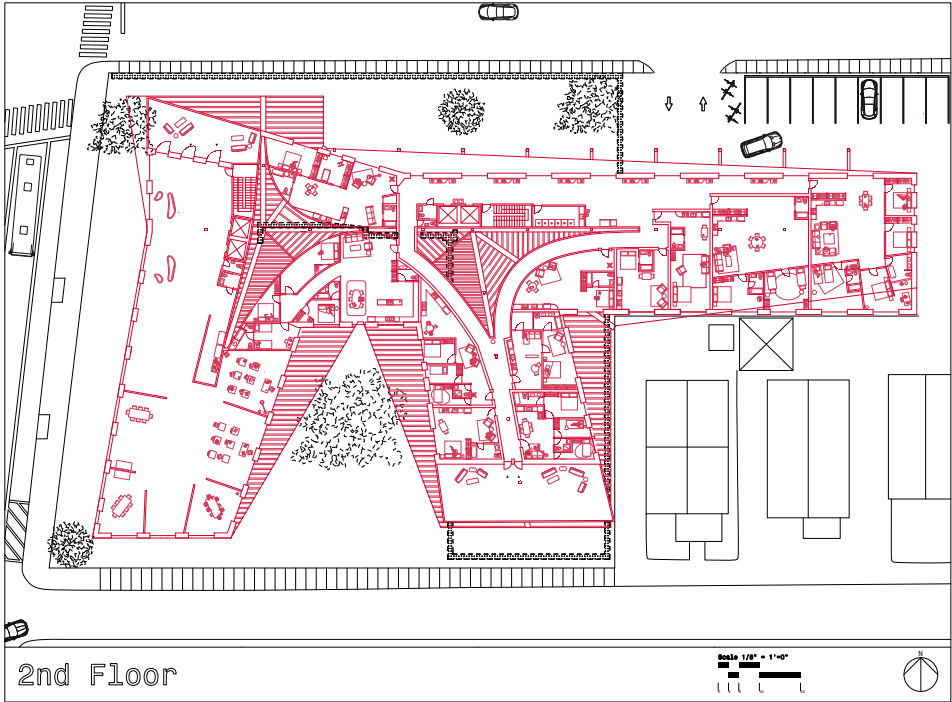 2nd Floor
Scale 1/8" = 1'-0"
N